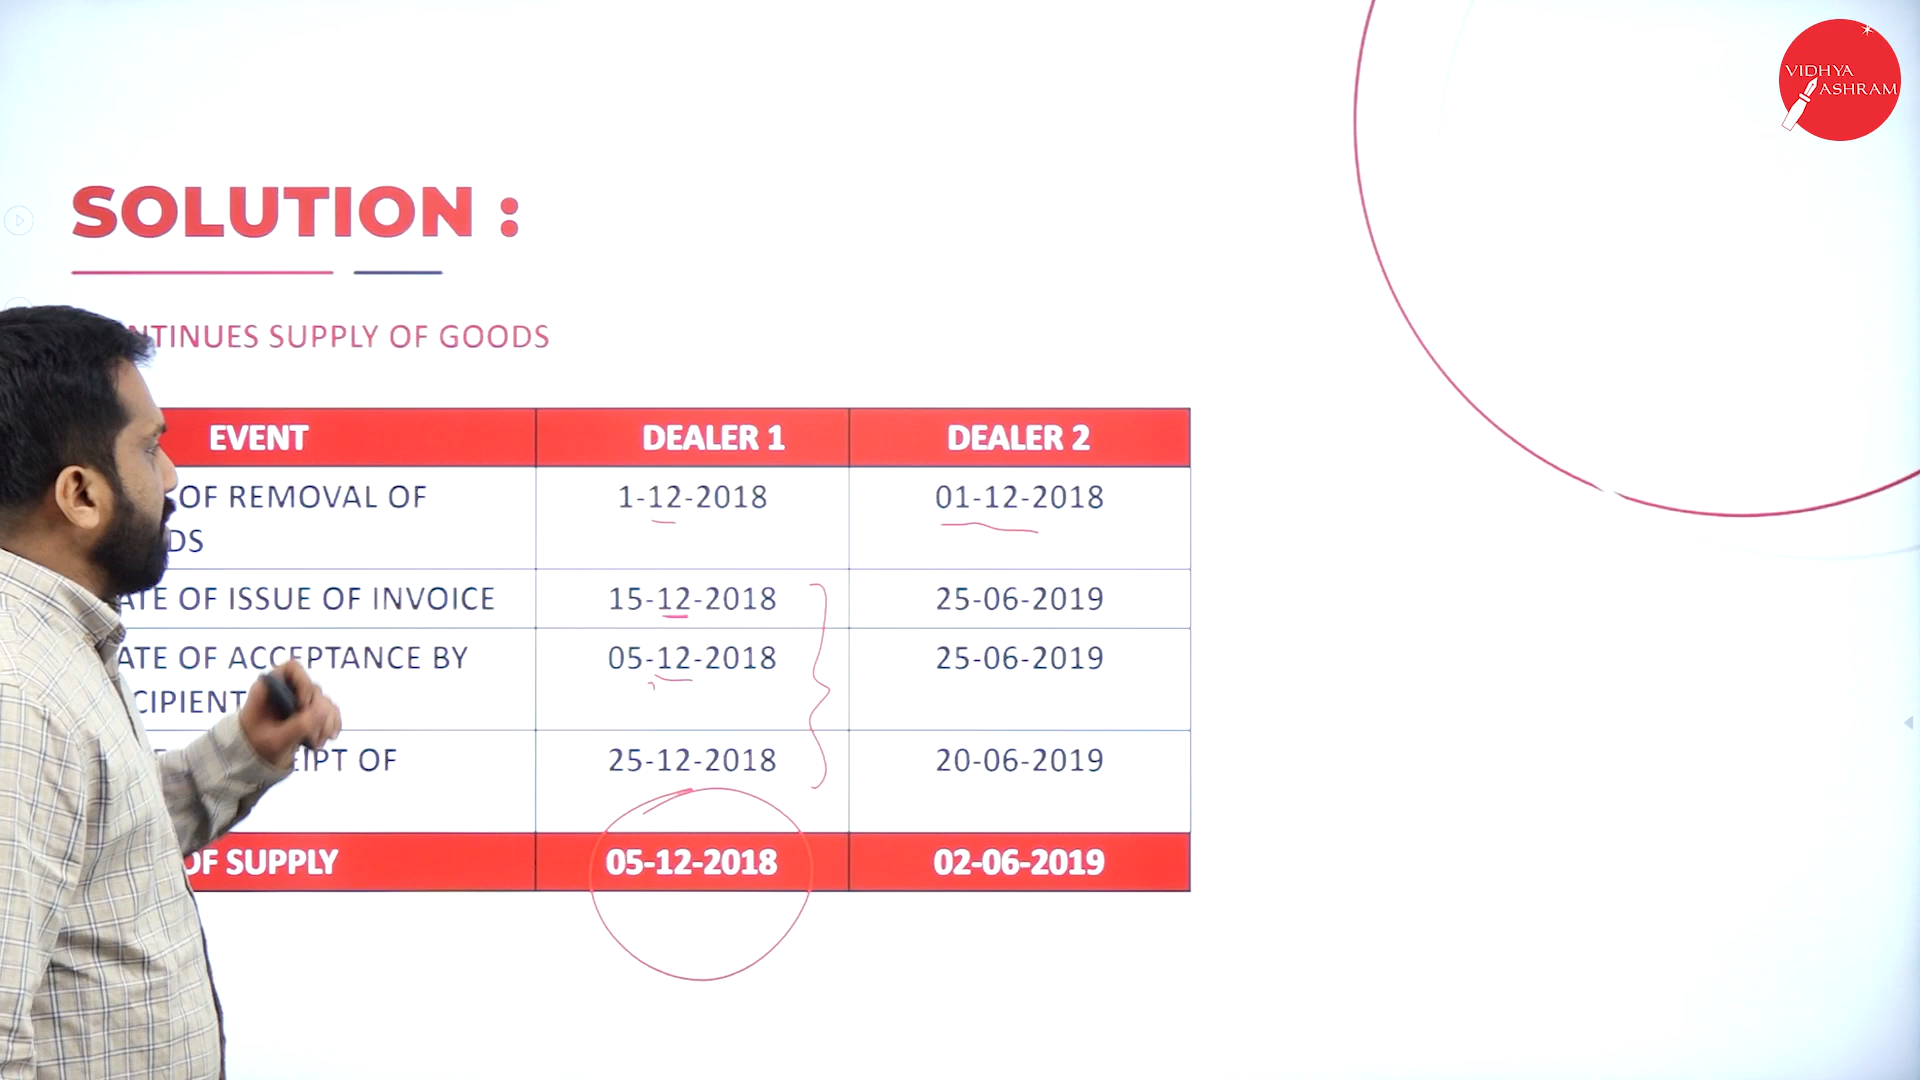 VIDHYA
ASHRAM
SOLUTION :
NTINUES SUPPLY OF GOODS
EVENT DEALER 1 DEALER 2
OF REMOVAL OF 1-12-2018 01-12-2018
DS
ATE OF ISSUE OF INVOICE 15-12-2018 25-06-2019
ATE OF ACCEPTANCE BY 05-12-2018 25-06-2019
CIPIENT
EIPT OF 25-12-2018 20-06-2019
OF SUPPLY 05-12-2018 02-06-2019